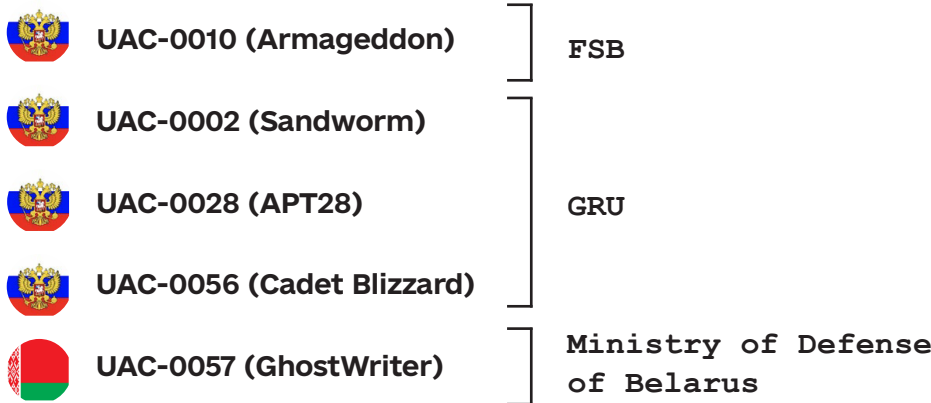 UAC-0010 (Armageddon)
FSB
UAC-0002 (Sandworm)
UAC-0028 (APT28)
GRU
UAC-0056 (Cadet Blizzard)
UAC-0057 (GhostWriter)
Ministry of Defense
of Belarus